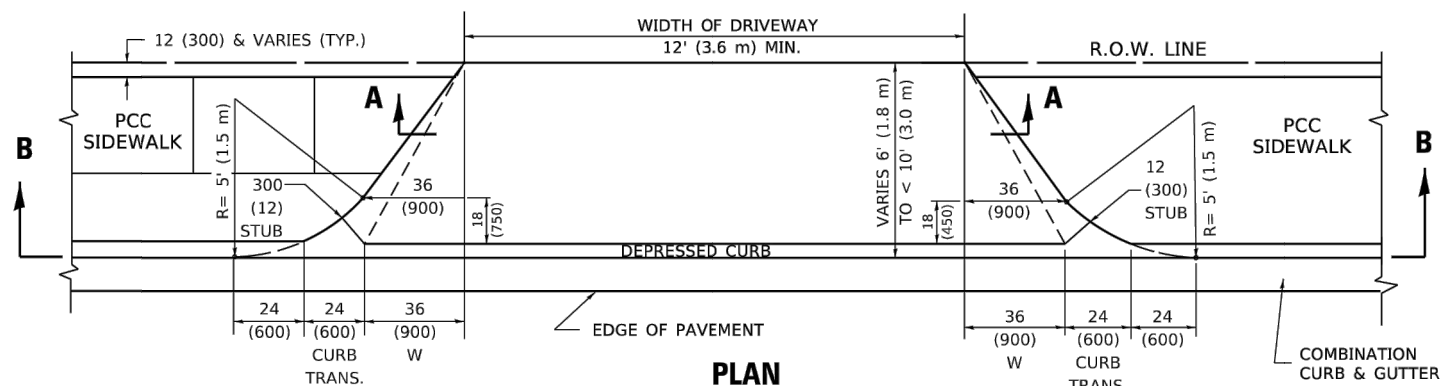 WIDTH OF DRIVEWAY
12' (3.6 m) MIN.
12 (300) & VARIES (TYP.)
R.O.W. LINE
A
A
PCC
SIDEWALK
PCC
SIDEWALK
B
B
R= 5' (1.5 m)
300
(12)
STUB
36
(900)
18
(750)
VARIES 6' (1.8 m)
TO < 10' (3.0 m)
36
(900)
18
(450)
12
(300)
STUB
R= 5' (1.5 m)
DEPRESSED CURB
24
(600)
24
(600)
CURB
TRANS.
36
(900)
W
EDGE OF PAVEMENT
36
(900)
W
24
(600)
CURB
TRANS.
24
(600)
COMBINATION
CURB & GUTTER
PLAN